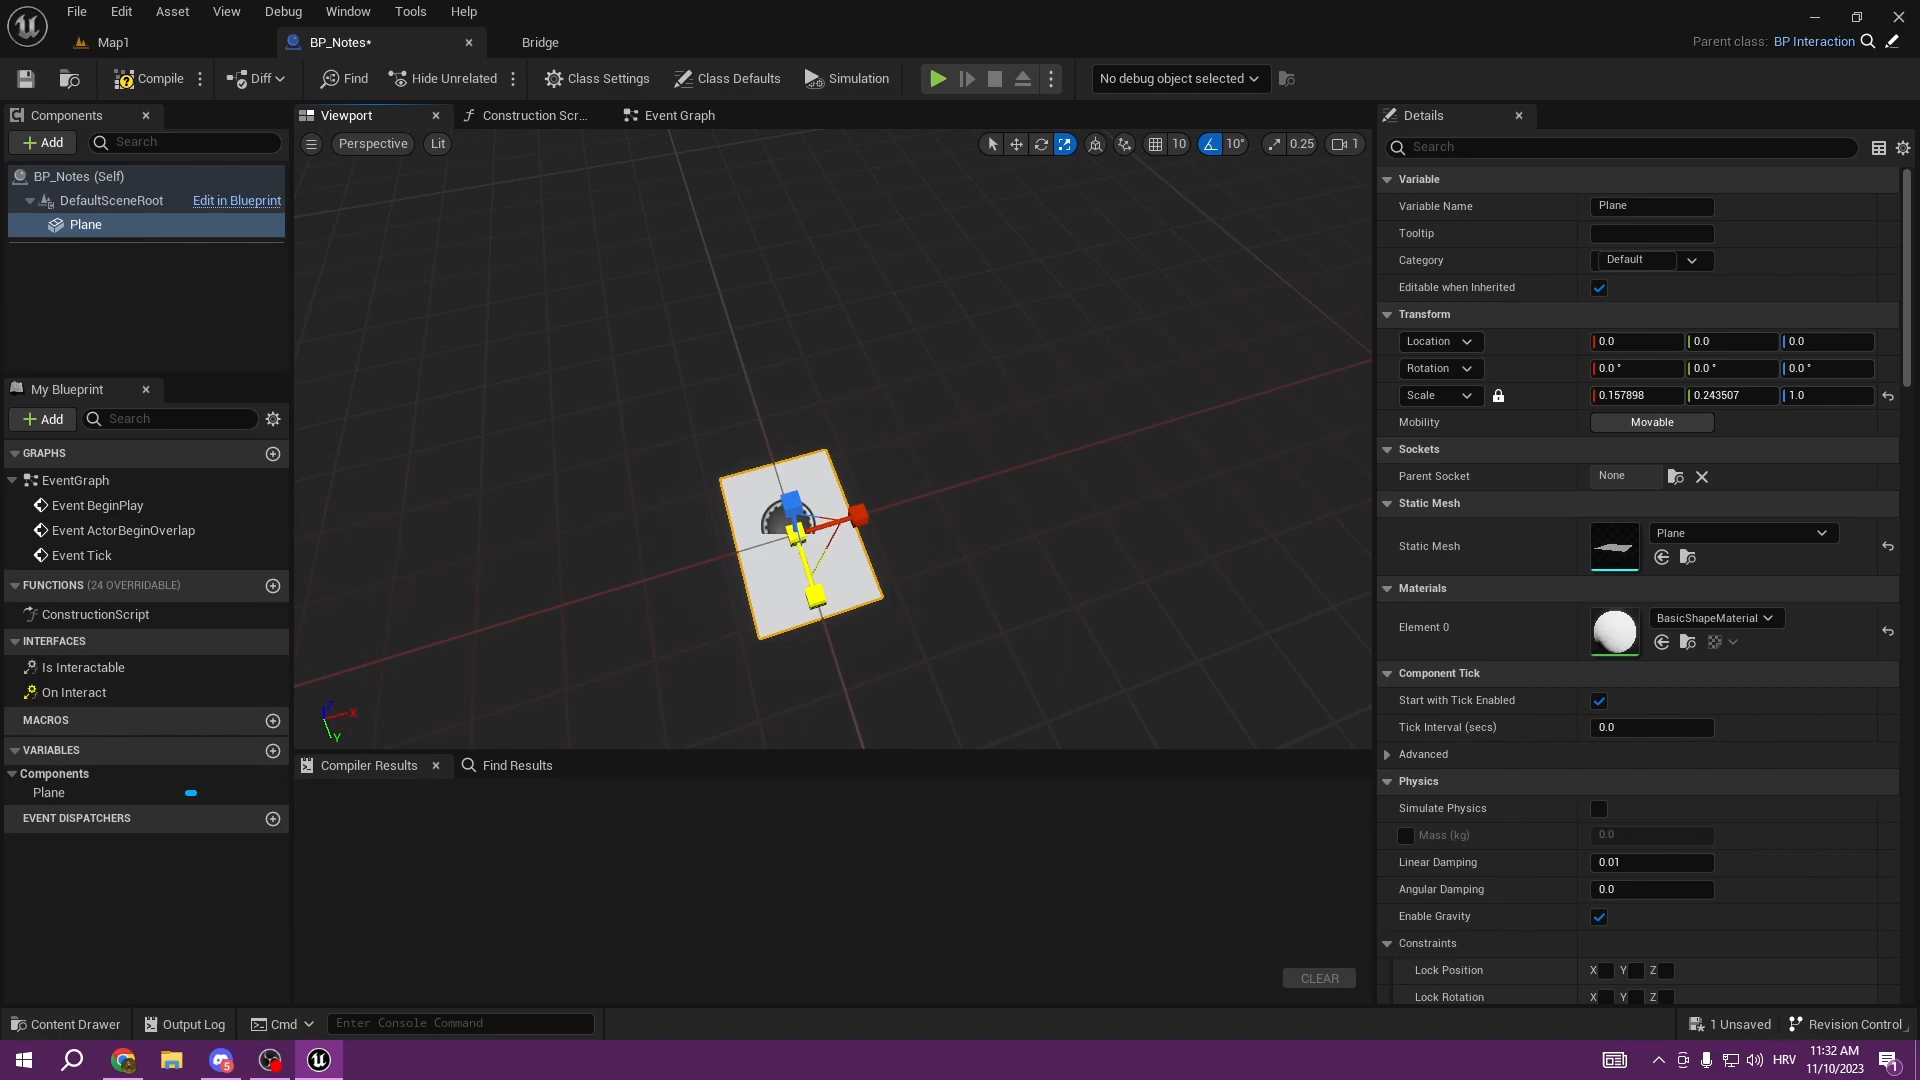 File Edit Asset View Debug Window Tools Help
Map1 BP_Notes* Bridge
Parent class: BP Interaction
Compile Diff Find Hide Unrelated Class Settings Class Defaults Simulation No debug object selected
Components
Add Search
BP_Notes (Self)
DefaultSceneRoot Edit in Blueprint
Plane
My Blueprint
Add Search
GRAPHS
EventGraph
Event BeginPlay
Event ActorBeginOverlap
Event Tick
FUNCTIONS (24 OVERRIDABLE)
ConstructionScript
INTERFACES
Is Interactable
On Interact
MACROS
VARIABLES
Components
Plane
EVENT DISPATCHERS
Viewport Construction Scr... Event Graph
Perspective Lit 10 10° 0.25 1
Z X
Y
Compiler Results Find Results
CLEAR
Details
Search
Variable
Variable Name Plane
Tooltip
Category Default
Editable when Inherited
Transform
Location 0.0 0.0 0.0
Rotation 0.0 ° 0.0 ° 0.0 °
Scale 0.157898 0.243507 1.0
Mobility Movable
Sockets
Parent Socket None
Static Mesh
Static Mesh Plane
Materials
Element 0 BasicShapeMaterial
Component Tick
Start with Tick Enabled
Tick Interval (secs) 0.0
Advanced
Physics
Simulate Physics
Mass (kg) 0.0
Linear Damping 0.01
Angular Damping 0.0
Enable Gravity
Constraints
Lock Position X Y Z
Lock Rotation X Y Z
Content Drawer Output Log Cmd Enter Console Command 1 Unsaved Revision Control
5 HRV 11:32 AM
11/10/2023 1